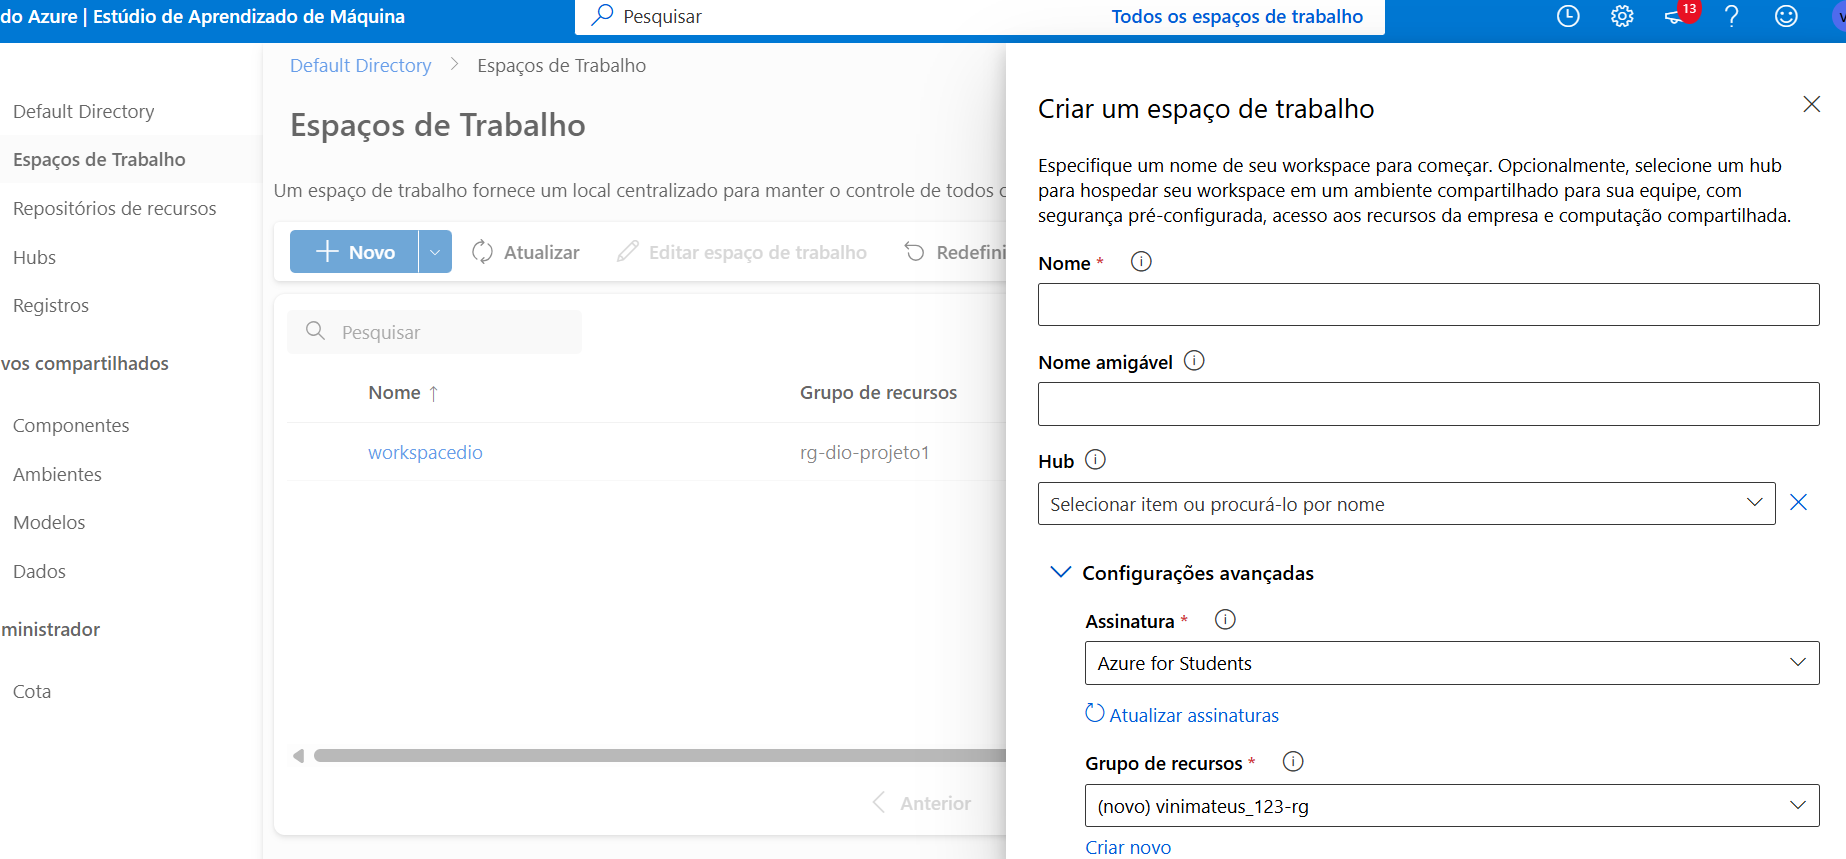 do Azure | Estúdio de Aprendizado de Máquina
Pesquisar
Todos os espaços de trabalho
13
Default Directory
Espaços de Trabalho
Repositórios de recursos
Hubs
Registros
vos compartilhados
Componentes
Ambientes
Modelos
Dados
ministrador
Cota
Default Directory > Espaços de Trabalho
Espaços de Trabalho
Um espaço de trabalho fornece um local centralizado para manter o controle de todos o
Novo
Atualizar
Editar espaço de trabalho
Redefini
Pesquisar
Nome ↑
Grupo de recursos
workspacedio
rg-dio-projeto1
Anterior
Criar um espaço de trabalho
Especifique um nome de seu workspace para começar. Opcionalmente, selecione um hub
para hospedar seu workspace em um ambiente compartilhado para sua equipe, com
segurança pré-configurada, acesso aos recursos da empresa e computação compartilhada.
Nome *
Nome amigável
Hub
Selecionar item ou procurá-lo por nome
Configurações avançadas
Assinatura *
Azure for Students
Atualizar assinaturas
Grupo de recursos *
(novo) vinimateus_123-rg
Criar novo